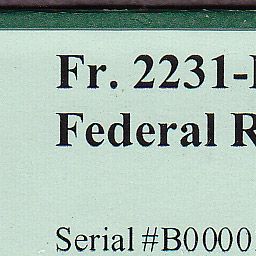 Fr. 2231-
Federal R
Serial #B0000